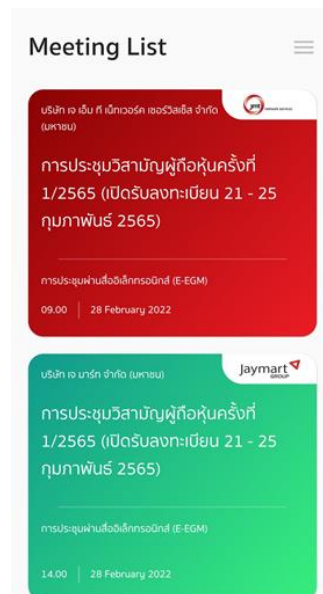 Meeting List
บริษัท เจ เอ็ม ที เน็ทเวอร์ค เซอร์วิสเซ็ส จำกัด
(มหาชน)
jmt
การประชุมวิสามัญผู้ถือหุ้นครั้งที่
1/2565 (เปิดรับลงทะเบียน 21 - 25
กุมภาพันธ์ 2565)
การประชุมผ่านสื่ออิเล็กทรอนิกส์ (E-EGM)
09.00 28 February 2022
บริษัท เจ มาร์ท จำกัด (มหาชน)
Jaymart
GROUP
การประชุมวิสามัญผู้ถือหุ้นครั้งที่
1/2565 (เปิดรับลงทะเบียน 21 - 25
กุมภาพันธ์ 2565)
การประชุมผ่านสื่ออิเล็กทรอนิกส์ (E-EGM)
14.00 28 February 2022